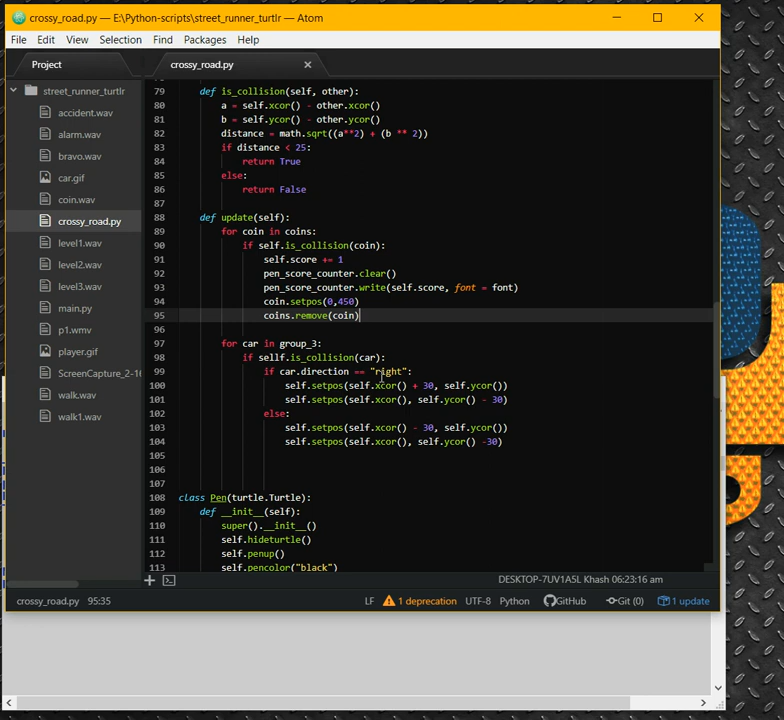 crossy_road.py — E:\Python-scripts\street_runner_turtlr — Atom
File Edit View Selection Find Packages Help
Project
crossy_road.py
street_runner_turtlr
accident.wav
alarm.wav
bravo.wav
car.gif
coin.wav
crossy_road.py
level1.wav
level2.wav
level3.wav
main.py
p1.wmv
player.gif
ScreenCapture_2-16
walk.wav
walk1.wav
79 def is_collision(self, other):
80 a = self.xcor() - other.xcor()
81 b = self.ycor() - other.ycor()
82 distance = math.sqrt((a**2) + (b ** 2))
83 if distance < 25:
84 return True
85 else:
86 return False
87
88 def update(self):
89 for coin in coins:
90 if self.is_collision(coin):
91 self.score += 1
92 pen_score_counter.clear()
93 pen_score_counter.write(self.score, font = font)
94 coin.setpos(0,450)
95 coins.remove(coin)
96
97 for car in group_3:
98 if self.is_collision(car):
99 if car.direction == "right":
100 self.setpos(self.xcor() + 30, self.ycor())
101 self.setpos(self.xcor(), self.ycor() - 30)
102 else:
103 self.setpos(self.xcor() - 30, self.ycor())
104 self.setpos(self.xcor(), self.ycor() -30)
105
106
107
108 class Pen(turtle.Turtle):
109 def __init__(self):
110 super().__init__()
111 self.hideturtle()
112 self.penup()
113 self.pencolor("black")
DESKTOP-7UV1A5L Khash 06:23:16 am
crossy_road.py 95:35 LF 1 deprecation UTF-8 Python GitHub Git (0) 1 update